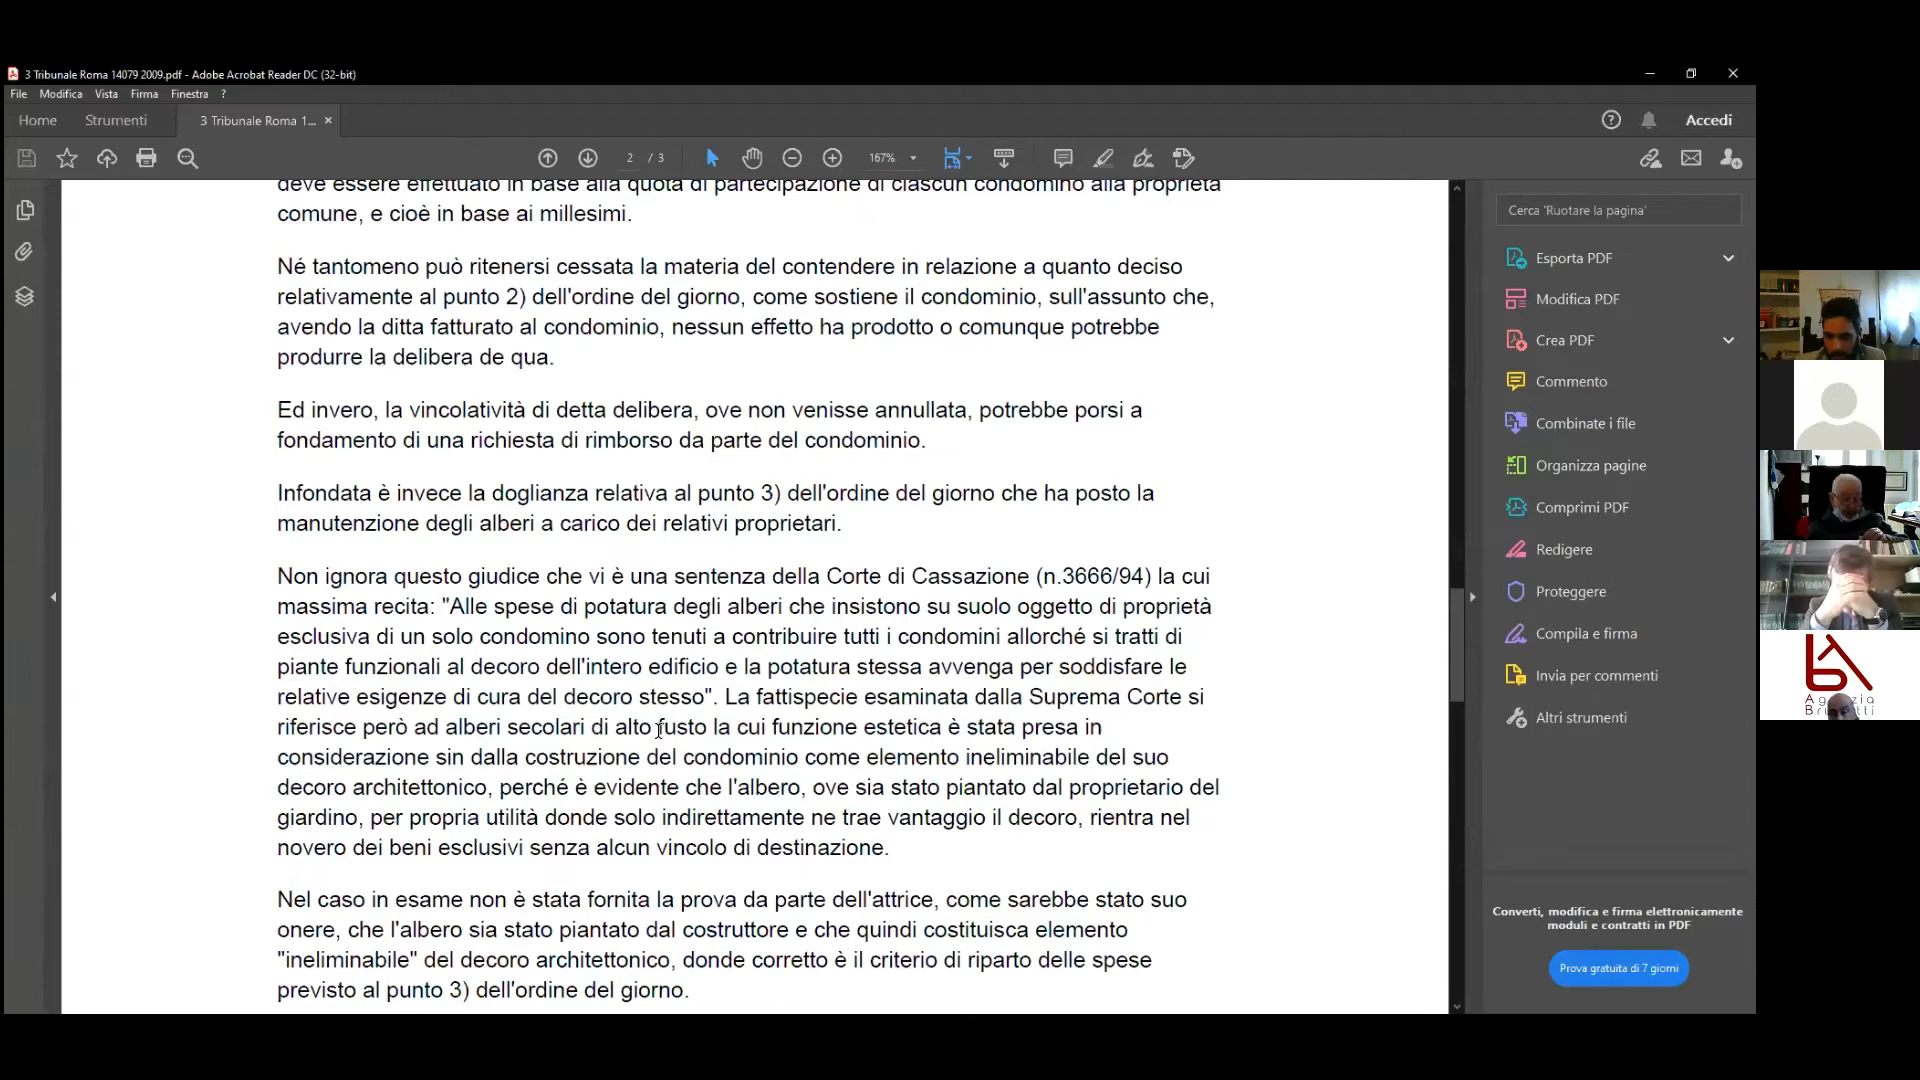 3 Tribunale Roma 14079 2009.pdf - Adobe Acrobat Reader DC (32-bit)
File Modifica Vista Firma Finestra ?
Home Strumenti 3 Tribunale Roma 1... × Accedi
2 / 3 167%
deve essere effettuato in base alla quota di partecipazione di ciascun condomino alla proprietà
comune, e cioè in base ai millesimi.
Né tantomeno può ritenersi cessata la materia del contendere in relazione a quanto deciso
relativamente al punto 2) dell'ordine del giorno, come sostiene il condominio, sull'assunto che,
avendo la ditta fatturato al condominio, nessun effetto ha prodotto o comunque potrebbe
produrre la delibera de qua.
Ed invero, la vincolatività di detta delibera, ove non venisse annullata, potrebbe porsi a
fondamento di una richiesta di rimborso da parte del condominio.
Infondata è invece la doglianza relativa al punto 3) dell'ordine del giorno che ha posto la
manutenzione degli alberi a carico dei relativi proprietari.
Non ignora questo giudice che vi è una sentenza della Corte di Cassazione (n.3666/94) la cui
massima recita: "Alle spese di potatura degli alberi che insistono su suolo oggetto di proprietà
esclusiva di un solo condomino sono tenuti a contribuire tutti i condomini allorché si tratti di
piante funzionali al decoro dell'intero edificio e la potatura stessa avvenga per soddisfare le
relative esigenze di cura del decoro stesso". La fattispecie esaminata dalla Suprema Corte si
riferisce però ad alberi secolari di alto fusto la cui funzione estetica è stata presa in
considerazione sin dalla costruzione del condominio come elemento ineliminabile del suo
decoro architettonico, perché è evidente che l'albero, ove sia stato piantato dal proprietario del
giardino, per propria utilità donde solo indirettamente ne trae vantaggio il decoro, rientra nel
novero dei beni esclusivi senza alcun vincolo di destinazione.
Nel caso in esame non è stata fornita la prova da parte dell'attrice, come sarebbe stato suo
onere, che l'albero sia stato piantato dal costruttore e che quindi costituisca elemento
"ineliminabile" del decoro architettonico, donde corretto è il criterio di riparto delle spese
previsto al punto 3) dell'ordine del giorno.
Cerca 'Ruotare la pagina'
Esporta PDF
Modifica PDF
Crea PDF
Commento
Combinate i file
Organizza pagine
Comprimi PDF
Redigere
Proteggere
Compila e firma
Invia per commenti
Altri strumenti
Converti, modifica e firma elettronicamente
moduli e contratti in PDF
Prova gratuita di 7 giorni